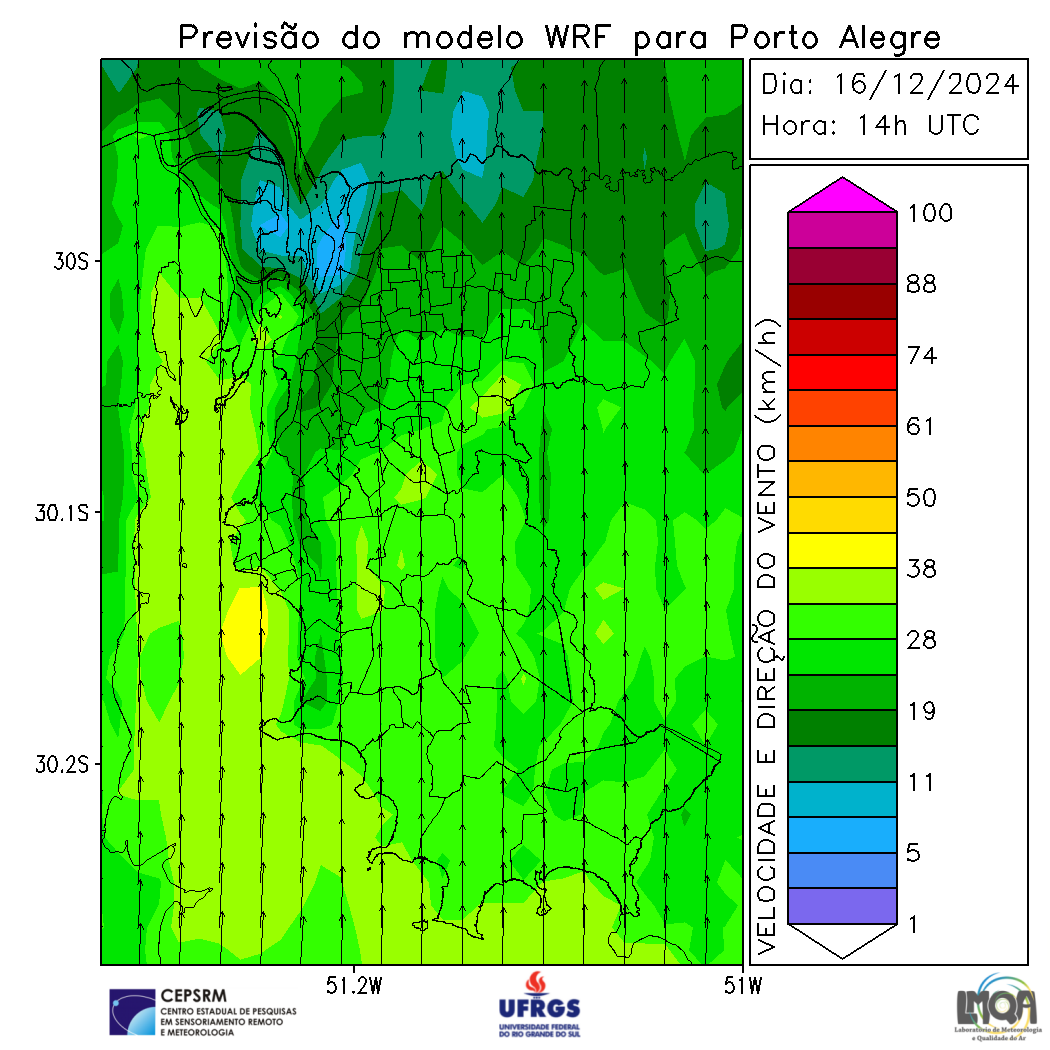 Previsão do modelo WRF para Porto Alegre
Dia: 16/12/2024
Hora: 14h UTC
30S
30.1S
30.2S
51.2W
51W
VELOCIDADE E DIREÇÃO DO VENTO (km/h)
100
88
74
61
50
38
28
19
11
5
1
CEPSRM
CENTRO ESTADUAL DE PESQUISAS
EM SENSORIAMENTO REMOTO
E METEOROLOGIA
UFRGS
UNIVERSIDADE FEDERAL
DO RIO GRANDE DO SUL
LMQA
Laboratório de Meteorologia
e Qualidade do Ar